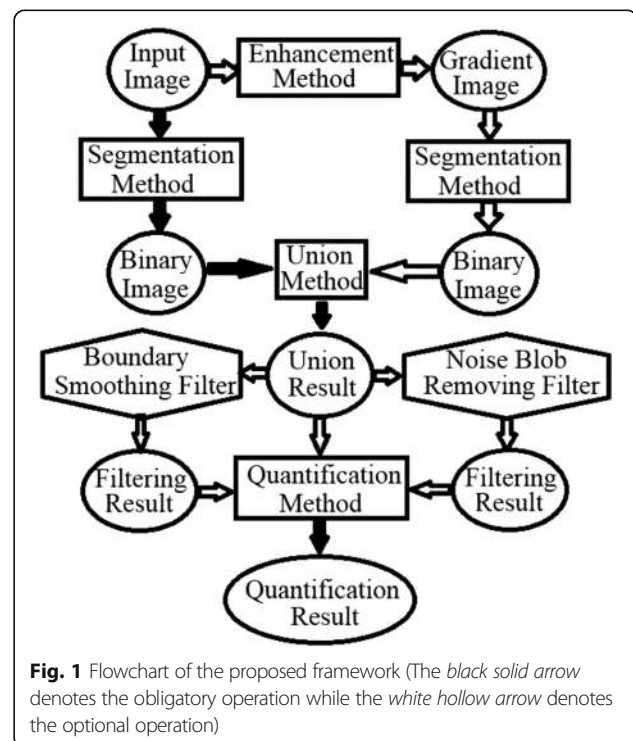 Input
Image
Enhancement
Method
Gradient
Image
Segmentation
Method
Segmentation
Method
Binary
Image
Union
Method
Binary
Image
Boundary
Smoothing Filter
Union
Result
Noise Blob
Removing Filter
Filtering
Result
Quantification
Method
Filtering
Result
Quantification
Result
Fig. 1 Flowchart of the proposed framework (The black solid arrow
denotes the obligatory operation while the white hollow arrow denotes
the optional operation)